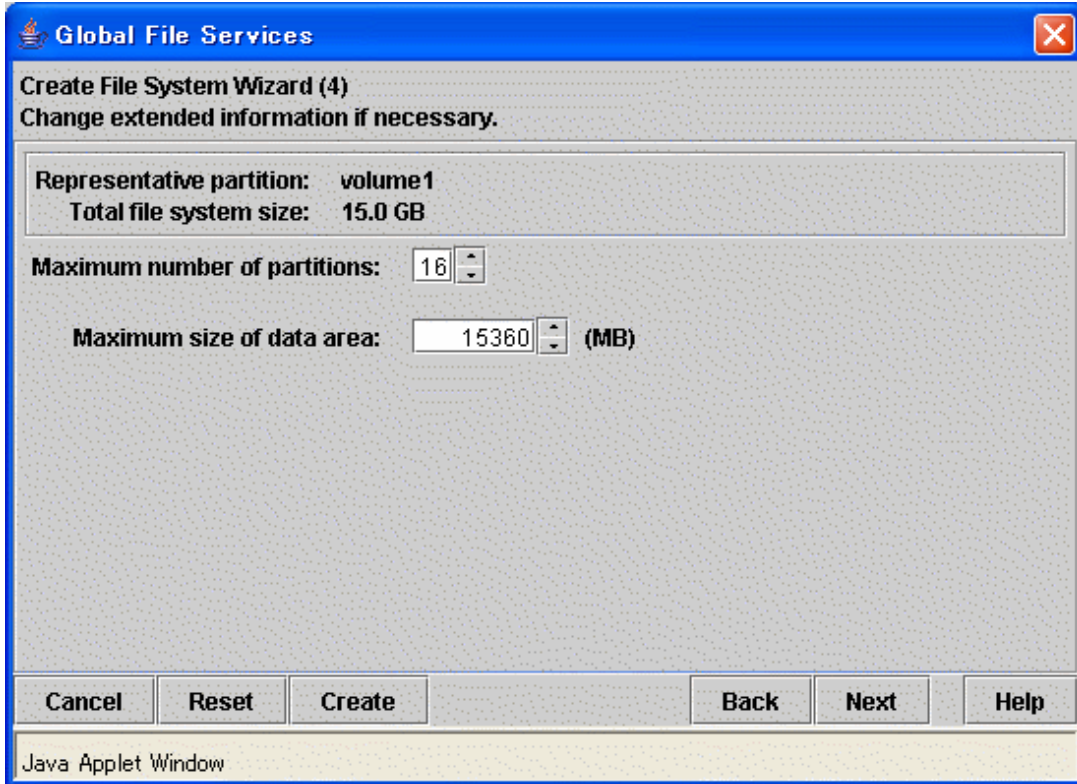 Global File Services
Create File System Wizard (4)
Change extended information if necessary.
Representative partition: volume1
Total file system size: 15.0 GB
Maximum number of partitions: 16
Maximum size of data area: 15360 (MB)
Cancel Reset Create Back Next Help
Java Applet Window